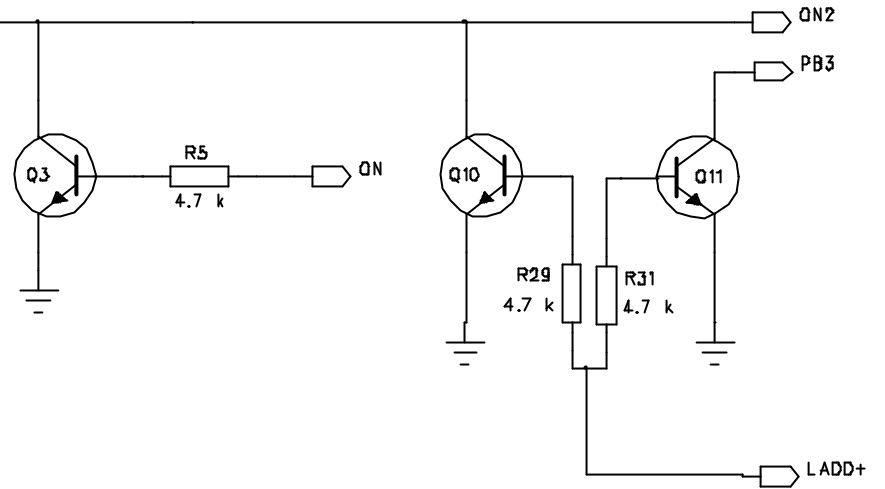 ON2
PB3
R5
Q3
ON
4.7 k
Q10
Q11
R29
R31
4.7 k
4.7 k
LADD+